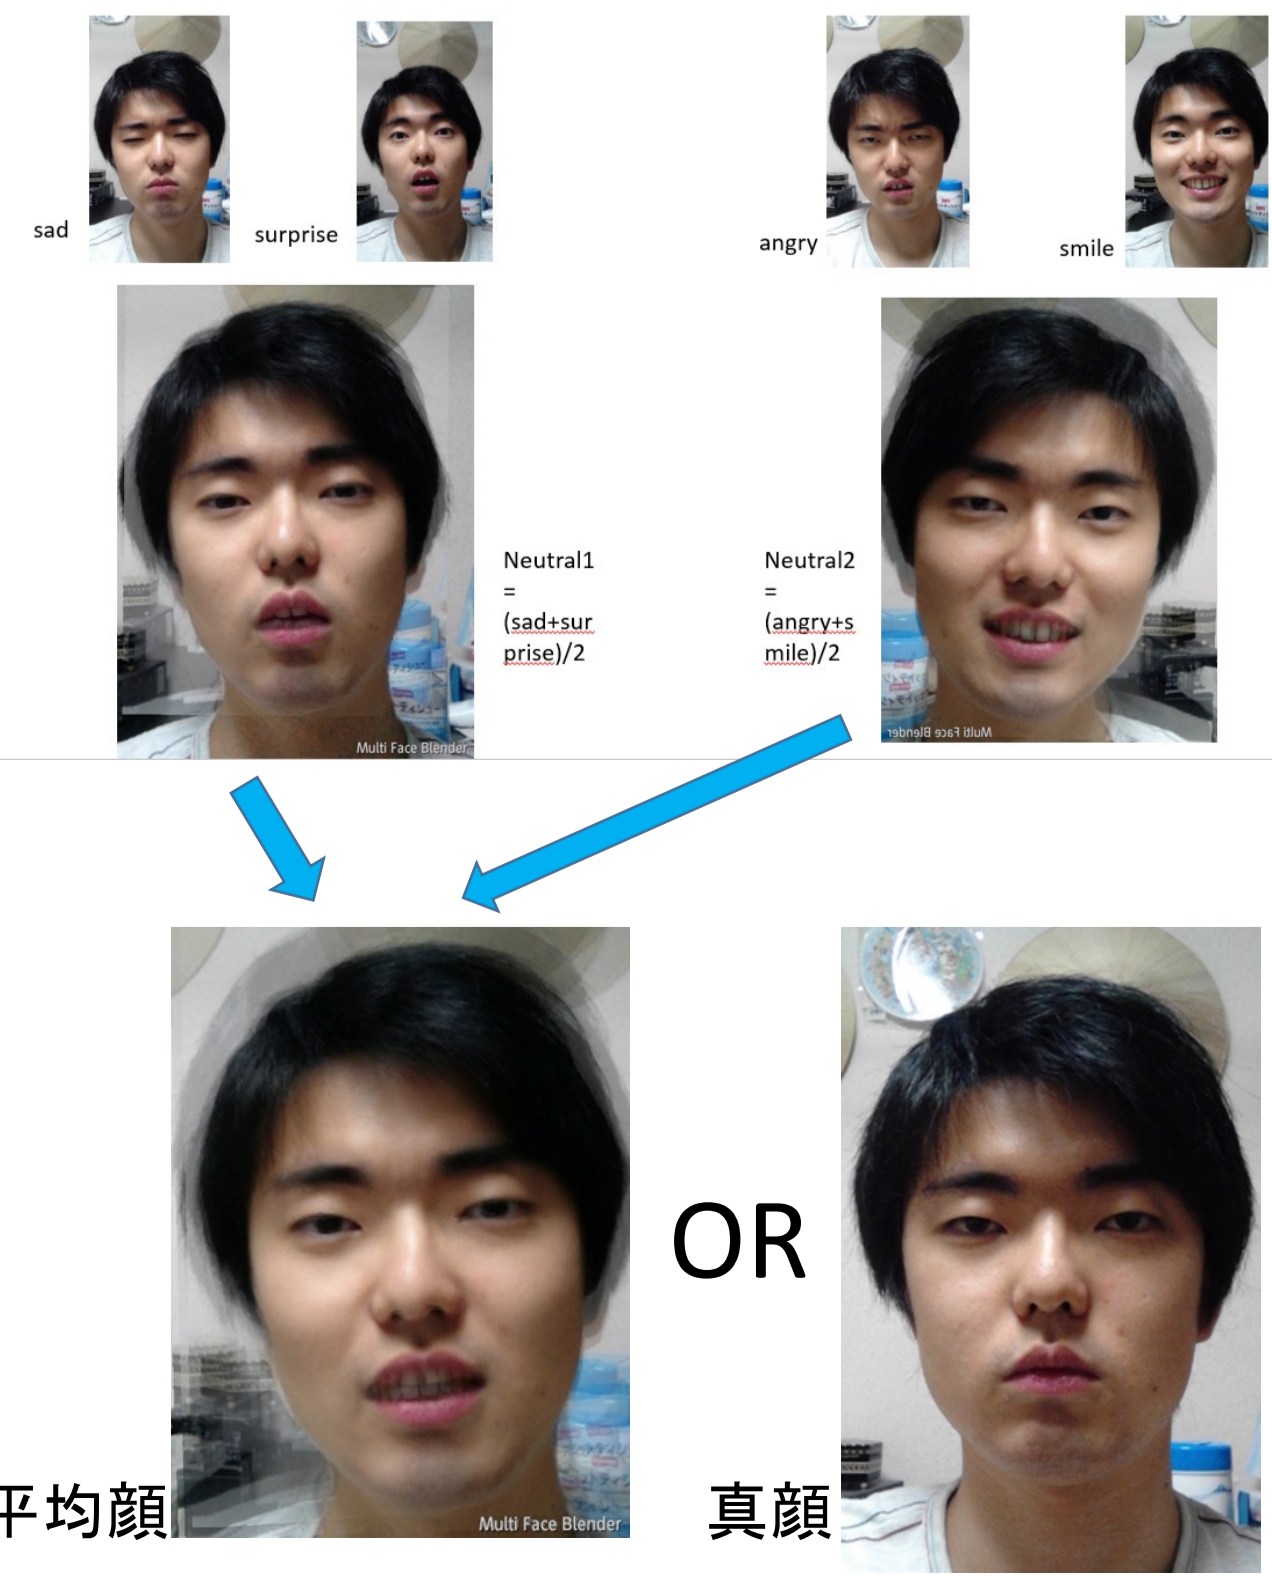 sad
surprise
angry
smile
Neutral1
=
(sad+sur
prise)/2
Neutral2
=
(angry+s
mile)/2
Multi Face Blender
Multi Face Blender
OR
平均顔
Multi Face Blender
真顔